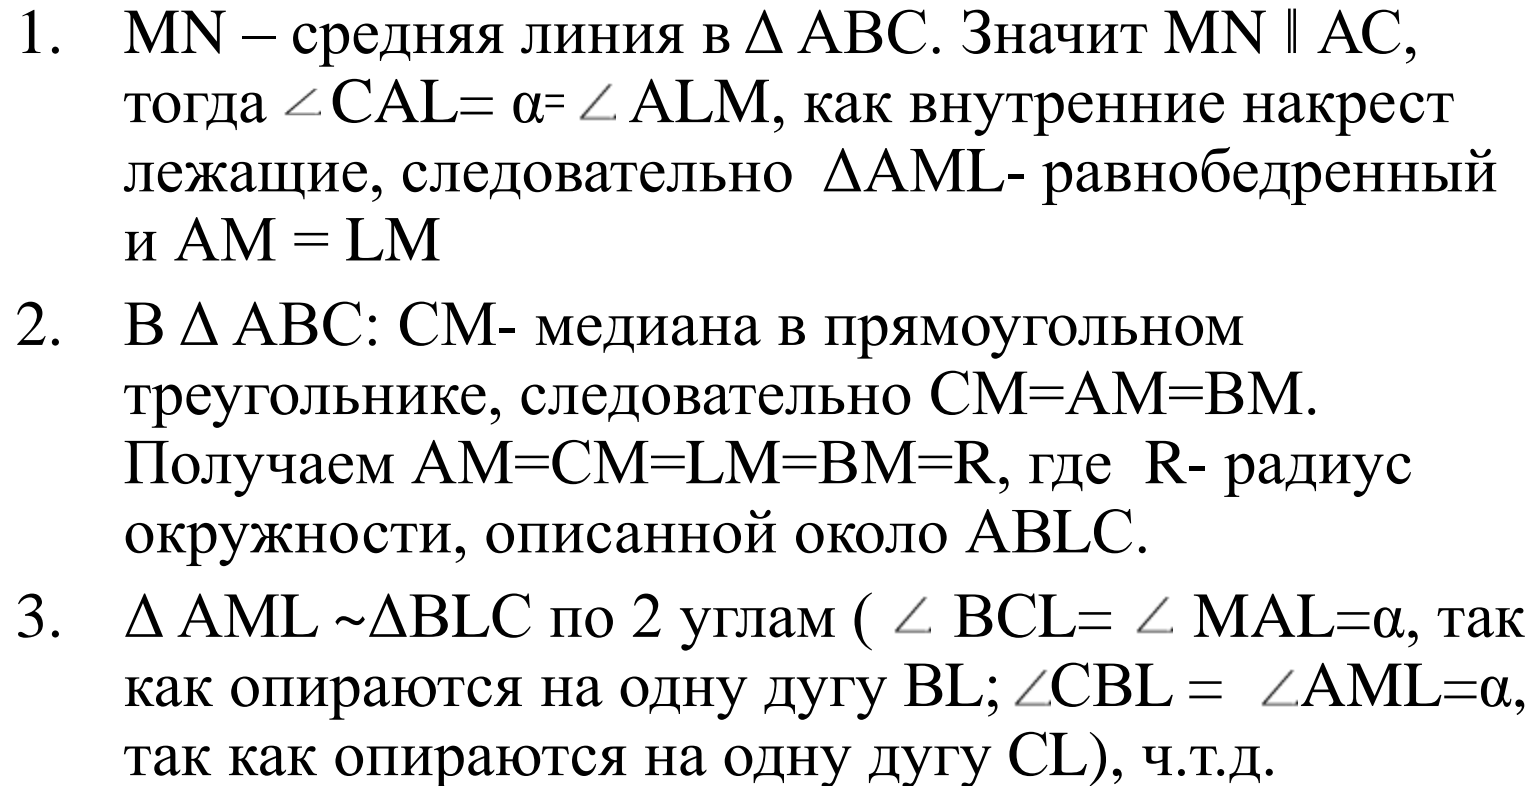 1. MN – средняя линия в Δ ABC. Значит MN ∥ AC,
тогда ∠CAL= α= ∠ ALM, как внутренние накрест
лежащие, следовательно ΔAML- равнобедренный
и AM = LM
2. В Δ ABC: CM- медиана в прямоугольном
треугольнике, следовательно CM=AM=BM.
Получаем AM=CM=LM=BM=R, где R- радиус
окружности, описанной около ABLC.
3. Δ AML ~ΔBLC по 2 углам ( ∠ BCL= ∠ MAL=α, так
как опираются на одну дугу BL; ∠CBL = ∠AML=α,
так как опираются на одну дугу CL), ч.т.д.